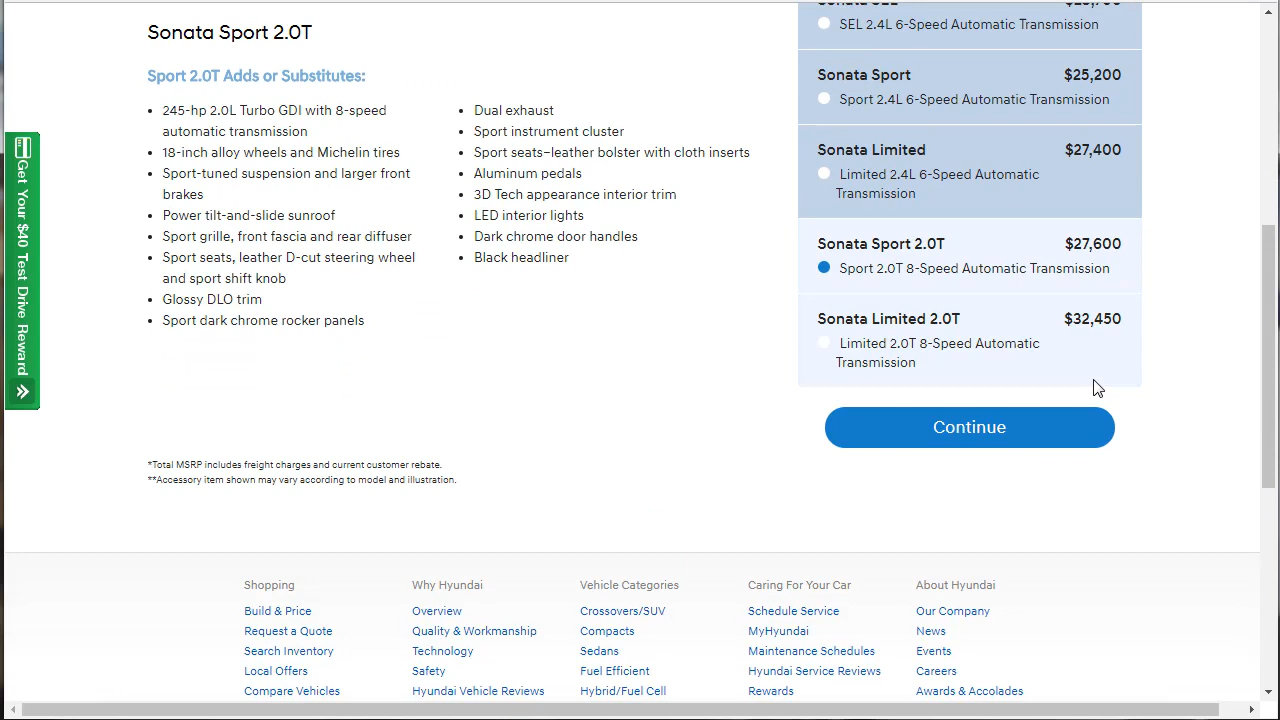 Sonata Sport 2.0T
Sport 2.0T Adds or Substitutes:
245-hp 2.0L Turbo GDI with 8-speed
automatic transmission
18-inch alloy wheels and Michelin tires
Sport-tuned suspension and larger front
brakes
Power tilt-and-slide sunroof
Sport grille, front fascia and rear diffuser
Sport seats, leather D-cut steering wheel
and sport shift knob
Glossy DLO trim
Sport dark chrome rocker panels
Dual exhaust
Sport instrument cluster
Sport seats–leather bolster with cloth inserts
Aluminum pedals
3D Tech appearance interior trim
LED interior lights
Dark chrome door handles
Black headliner
SEL 2.4L 6-Speed Automatic Transmission
Sonata Sport $25,200
Sport 2.4L 6-Speed Automatic Transmission
Sonata Limited $27,400
Limited 2.4L 6-Speed Automatic
Transmission
Sonata Sport 2.0T $27,600
Sport 2.0T 8-Speed Automatic Transmission
Sonata Limited 2.0T $32,450
Limited 2.0T 8-Speed Automatic
Transmission
Continue
Get Your $40 Test Drive Reward
*Total MSRP includes freight charges and current customer rebate.
**Accessory item shown may vary according to model and illustration.
Shopping
Build & Price
Request a Quote
Search Inventory
Local Offers
Compare Vehicles
Why Hyundai
Overview
Quality & Workmanship
Technology
Safety
Hyundai Vehicle Reviews
Vehicle Categories
Crossovers/SUV
Compacts
Sedans
Fuel Efficient
Hybrid/Fuel Cell
Caring For Your Car
Schedule Service
MyHyundai
Maintenance Schedules
Hyundai Service Reviews
Rewards
About Hyundai
Our Company
News
Events
Careers
Awards & Accolades